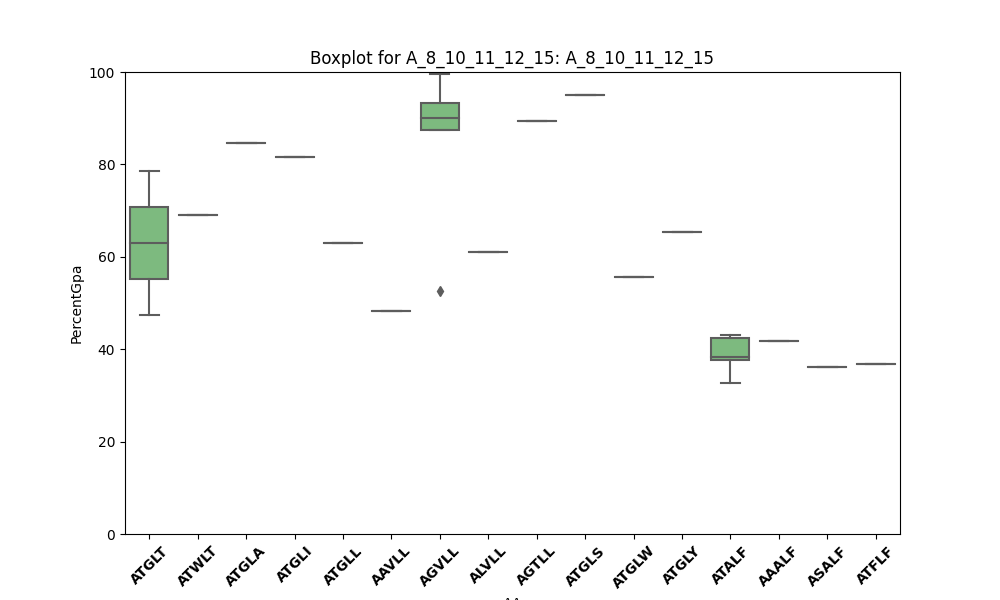 Boxplot for A_8_10_11_12_15: A_8_10_11_12_15
100
80
60
40
20
0
PercentGpa
ATGLT
ATWLT
ATGLA
ATGLI
ATGLL
AAVLL
AGVLL
ALVLL
AGTLL
ATGLS
ATGLW
ATGLY
ATALF
AAALF
ASALF
ATFLF